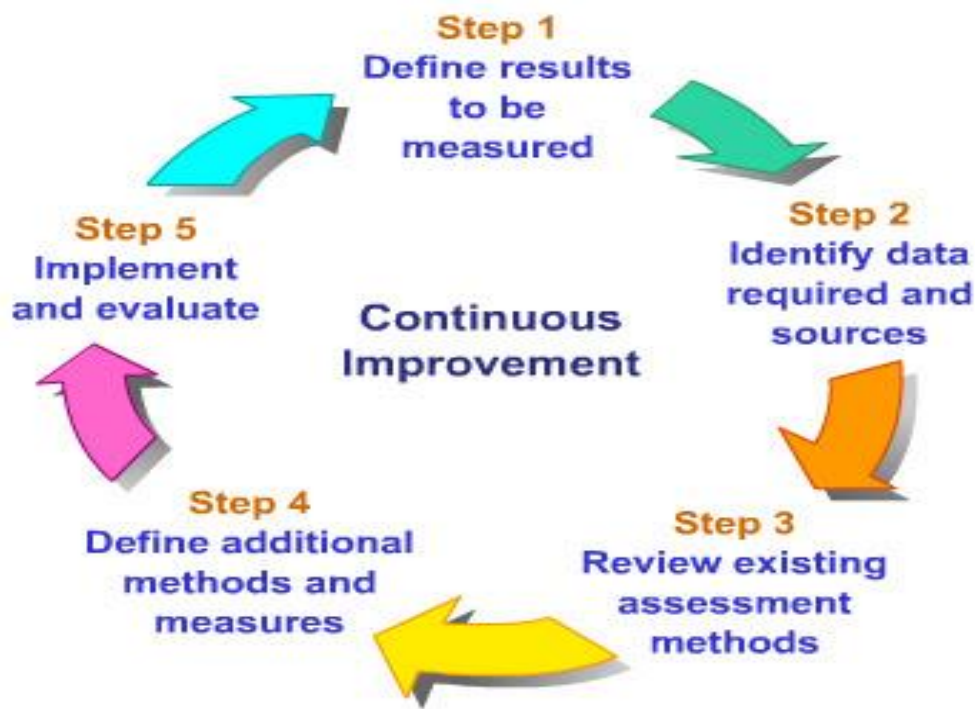 Step 1
Define results
to be
measured
Step 2
Identify data
required and
sources
Step 3
Review existing
assessment
methods
Step 4
Define additional
methods and
measures
Step 5
Implement
and evaluate
Continuous
Improvement